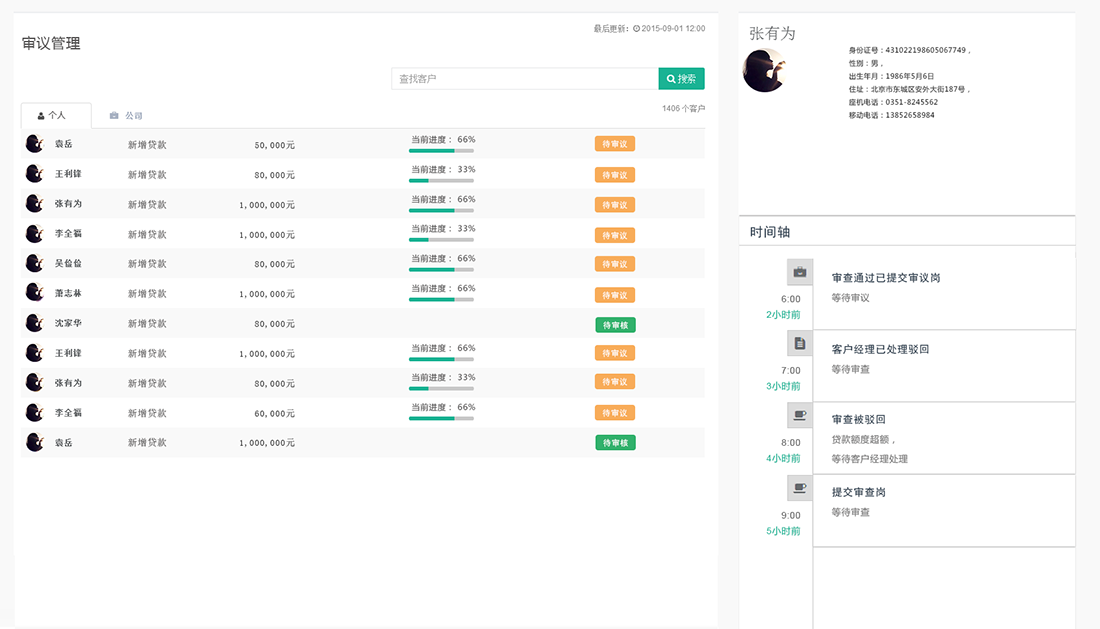 最后更新: 2015-09-01 12:00
审议管理
查找客户
搜索
个人 公司
1406 个客户
袁岳 新增贷款 80,000元 当前进度: 66% 待审议
王利锋 新增贷款 80,000元 当前进度: 33% 待审议
张有为 新增贷款 1,000,000元 当前进度: 66% 待审议
李全福 新增贷款 1,000,000元 当前进度: 33% 待审议
吴俭俭 新增贷款 80,000元 当前进度: 66% 待审议
新增贷款 1,000,000元 当前进度: 66% 待审议
沈家华 新增贷款 80,000元 待审核
王利锋 新增贷款 1,000,000元 当前进度: 66% 待审议
张有为 新增贷款 80,000元 当前进度: 33% 待审议
李全福 新增贷款 60,000元 当前进度: 66% 待审议
袁岳 新增贷款 1,000,000元 待审核
张有为
身份证号：431022198605067749，
性别：男，
出生年月：1986年5月6日
住址：北京市东城区安外大街187号，
座机电话：0351-8245562
移动电话：13852658984
时间轴
审查通过已提交审议岗
等待审议
6:00
2小时前
客户经理已处理驳回
等待审查
7:00
3小时前
审查被驳回
贷款额度超额，
等待客户经理处理
8:00
4小时前
提交审查岗
等待审查
9:00
5小时前